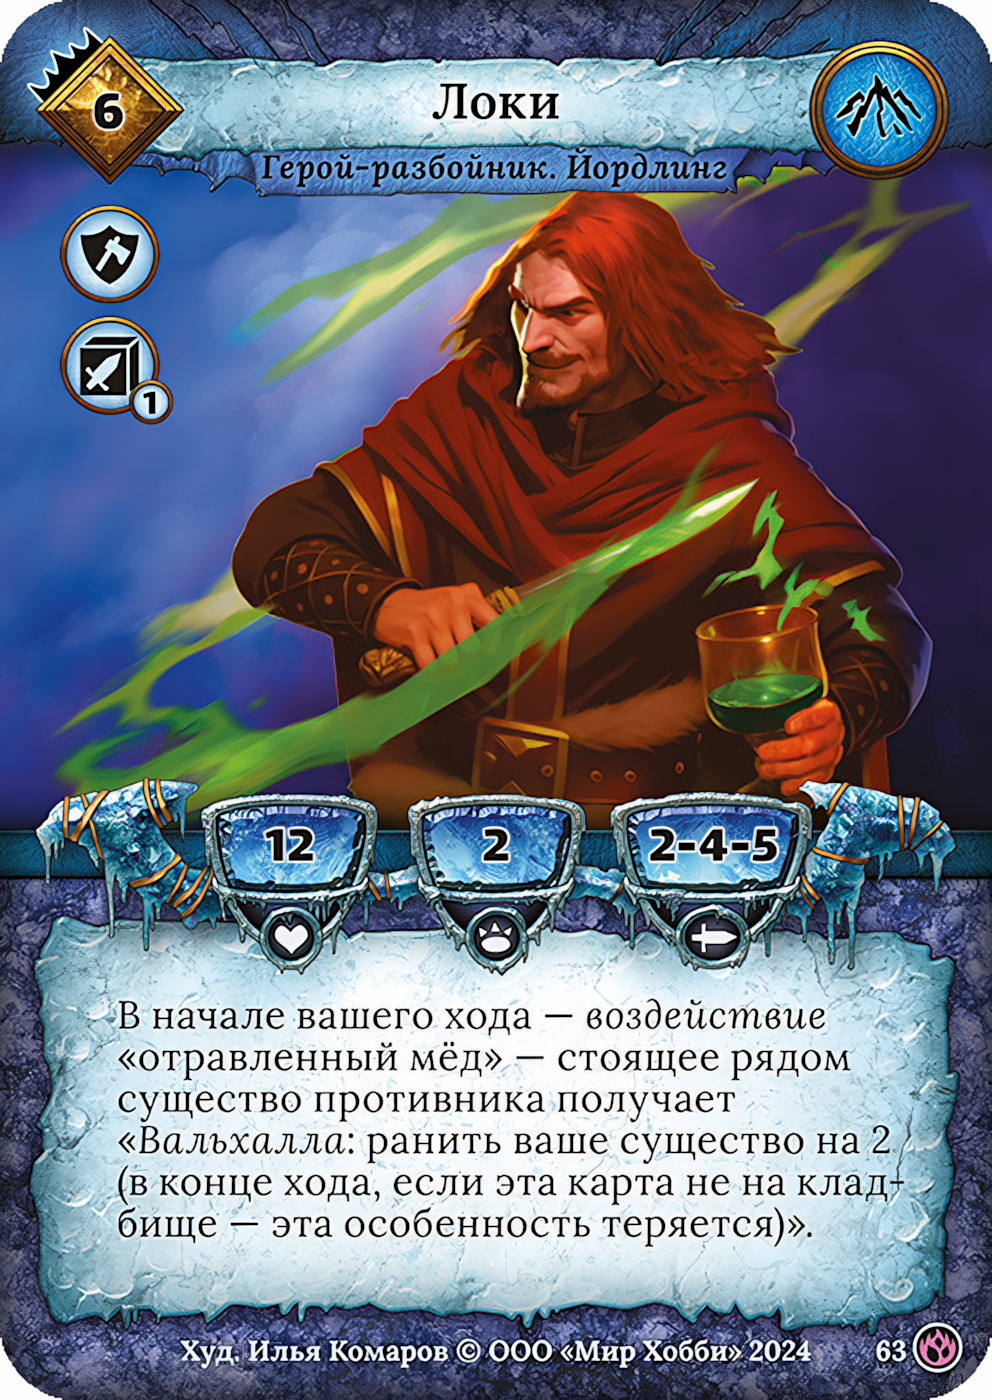 6
Локи
Герой-разбойник. Йордлинг
1
12
2
2-4-5
В начале вашего хода — воздействие
«отравленный мёд» — стоящее рядом
существо противника получает
«Вальхалла: ранить ваше существо на 2
(в конце хода, если эта карта не на клад-
бище — эта особенность теряется)».
Худ. Илья Комаров © ООО «Мир Хобби» 2024
63